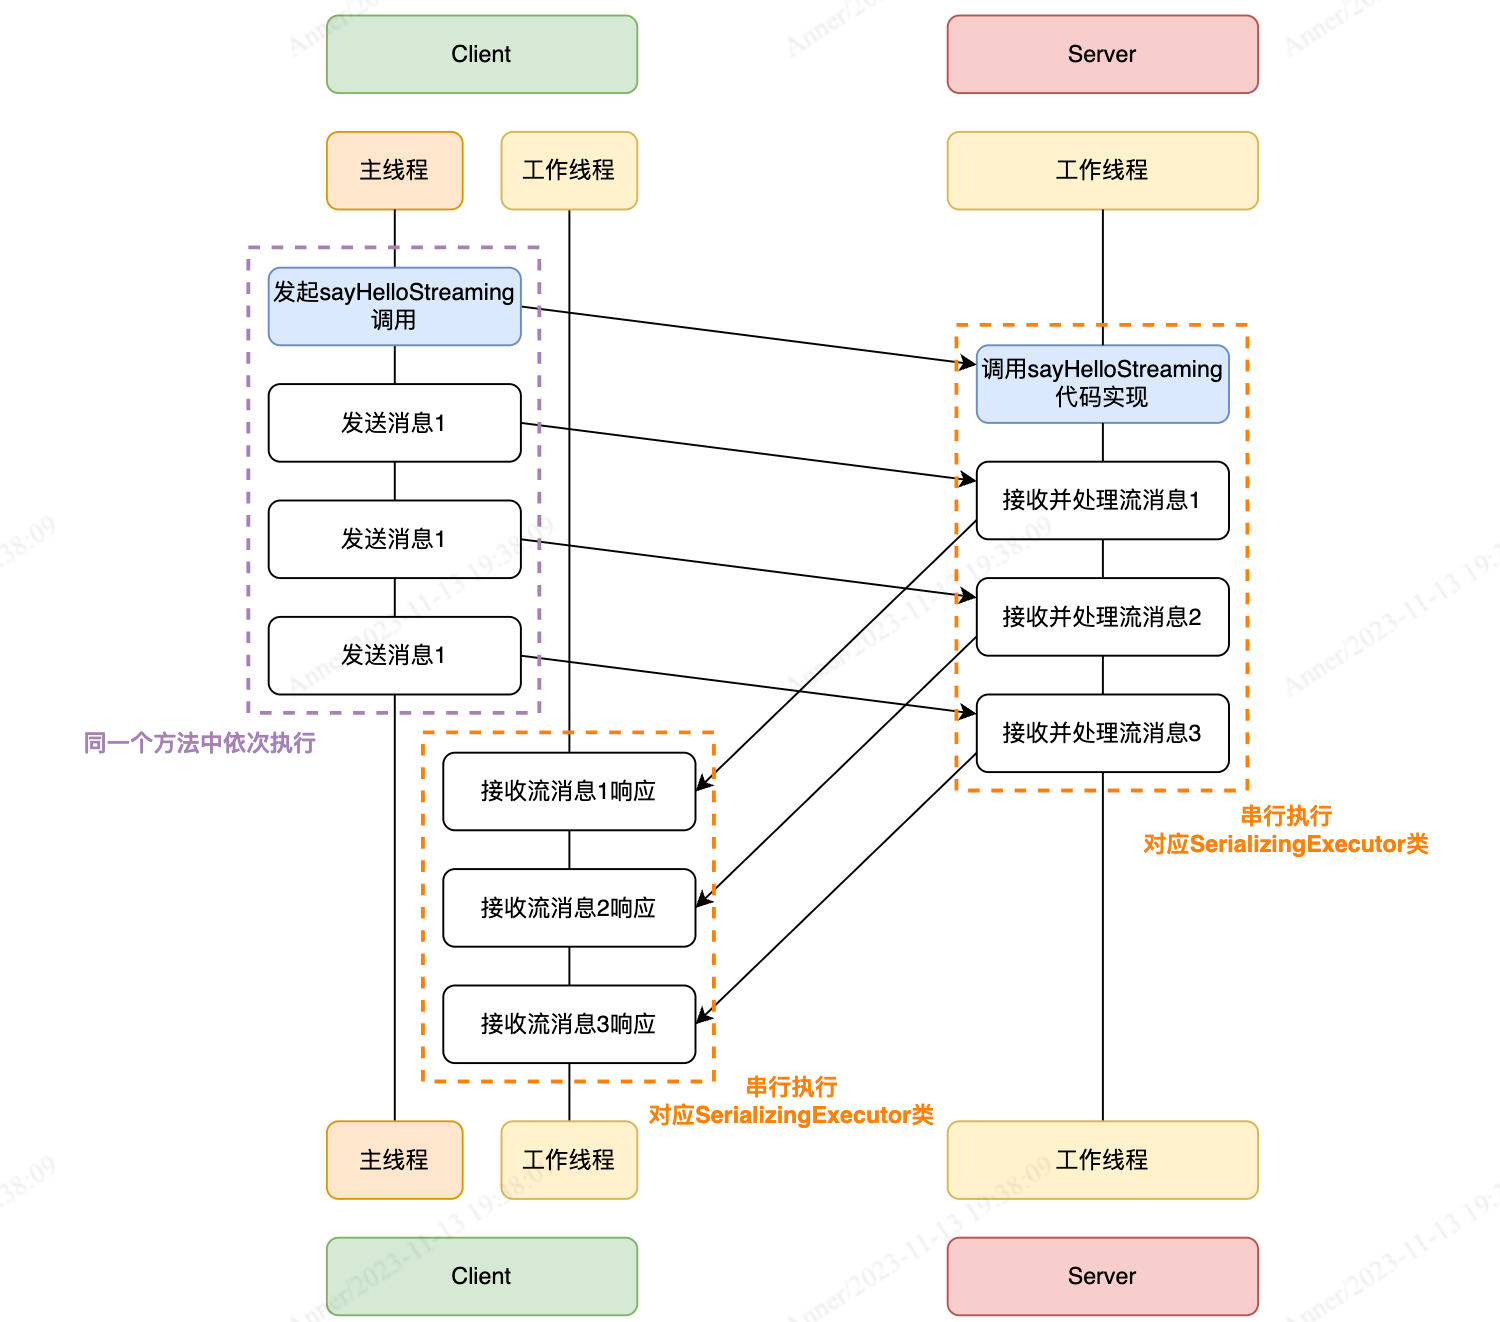 Client
Server
主线程
工作线程
工作线程
发起sayHelloStreaming
调用
调用sayHelloStreaming
代码实现
发送消息1
接收并处理流消息1
发送消息1
接收并处理流消息2
发送消息1
接收并处理流消息3
同一个方法中依次执行
接收流消息1响应
串行执行
对应SerializingExecutor类
接收流消息2响应
接收流消息3响应
串行执行
对应SerializingExecutor类
主线程
工作线程
工作线程
Client
Server
Anner/2023-11-13 19:38:09